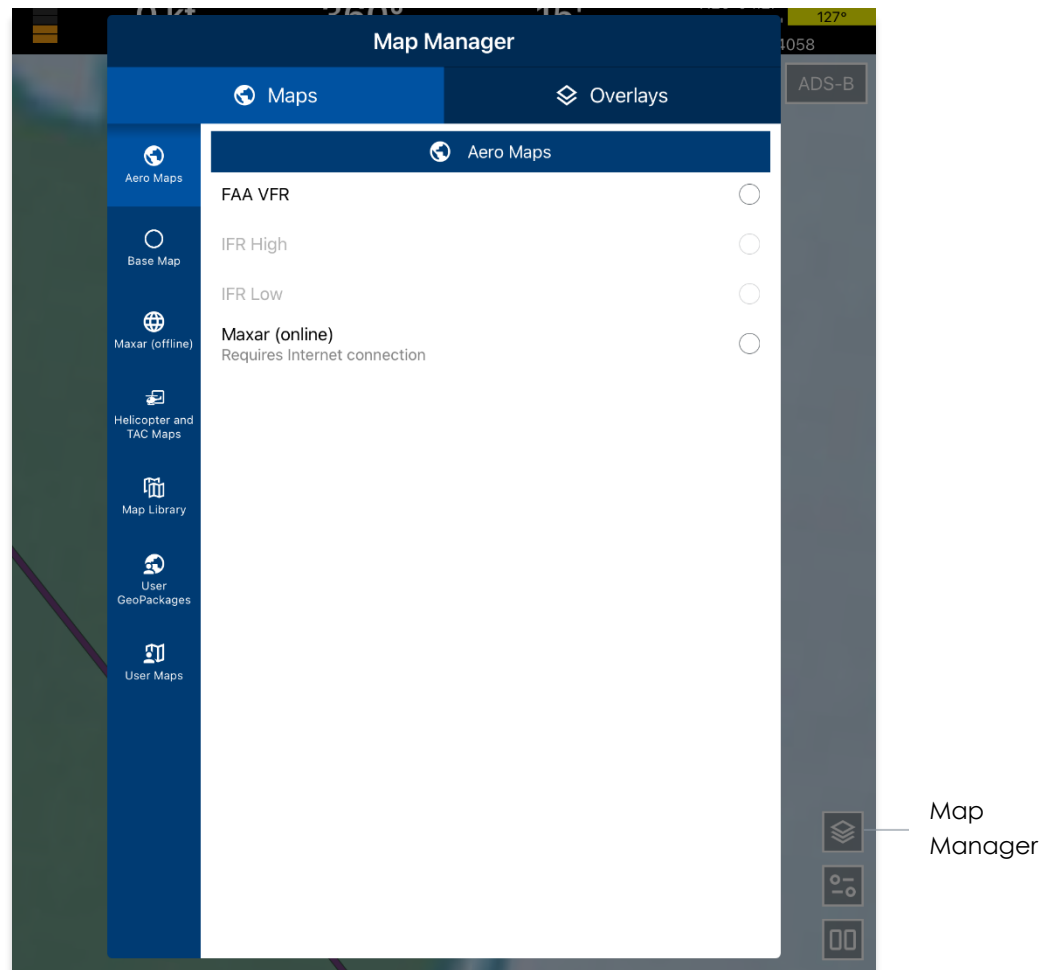 127°
4058
Map Manager
ADS-B
Maps
Overlays
Aero Maps
Aero Maps
FAA VFR
IFR High
Base Map
IFR Low
Maxar (offline)
Maxar (online)
Requires Internet connection
Helicopter and
TAC Maps
Map Library
User
GeoPackages
User Maps
Map
Manager